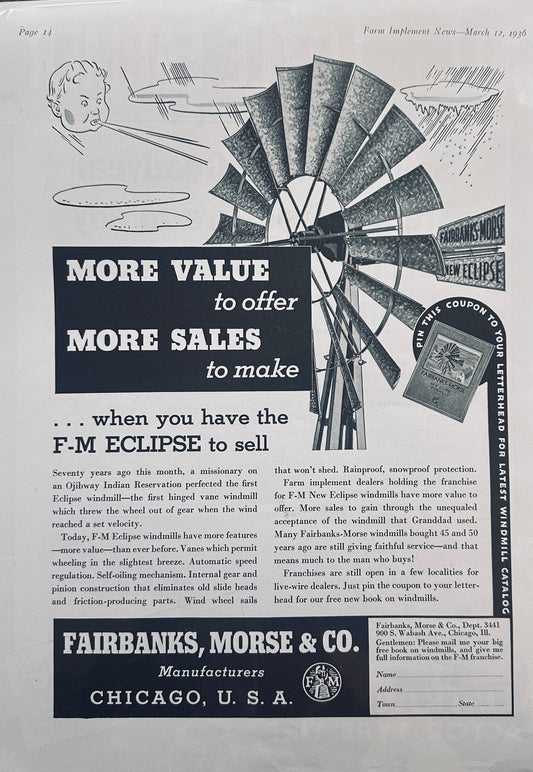 Page 14
Farm Implement News—March 12, 1936
FAIRBANKS-MORSE
NEW ECLIPSE
MORE VALUE
to offer
MORE SALES
to make
PIN THIS COUPON TO YOUR LETTERHEAD FOR LATEST WINDMILL CATALOG
FAIRBANKS-MORSE
. . . when you have the
F-M ECLIPSE to sell
Seventy years ago this month, a missionary on
an Ojibway Indian Reservation perfected the first
Eclipse windmill—the first hinged vane windmill
which threw the wheel out of gear when the wind
reached a set velocity.
Today, F-M Eclipse windmills have more features
—more value—than ever before. Vanes which permit
wheeling in the slightest breeze. Automatic speed
regulation. Self-oiling mechanism. Internal gear and
pinion construction that eliminates old slide heads
and friction-producing parts. Wind wheel sails
that won't shed. Rainproof, snowproof protection.
Farm implement dealers holding the franchise
for F-M New Eclipse windmills have more value to
offer. More sales to gain through the unequaled
acceptance of the windmill that Granddad used.
Many Fairbanks-Morse windmills bought 45 and 50
years ago are still giving faithful service—and that
means much to the man who buys!
Franchises are still open in a few localities for
live-wire dealers. Just pin the coupon to your letter-
head for our free new book on windmills.
FAIRBANKS, MORSE & CO.
Manufacturers
CHICAGO, U. S. A.
F M
Fairbanks, Morse & Co., Dept. 3441
900 S. Wabash Ave., Chicago, Ill.
Gentlemen: Please mail me your big
free book on windmills, and give me
full information on the F-M franchise.
Name
Address
Town State